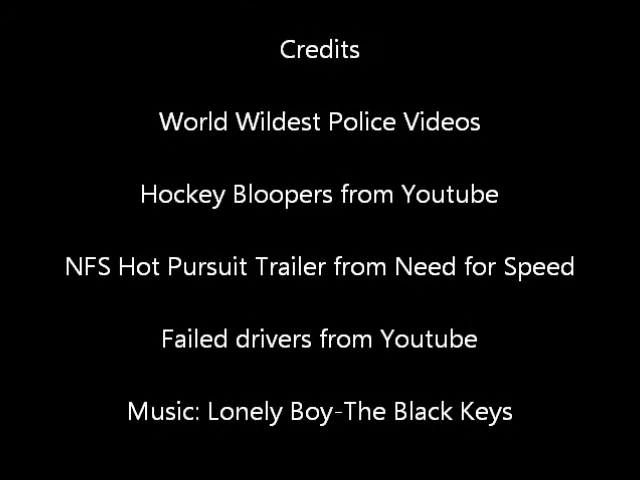 Credits
World Wildest Police Videos
Hockey Bloopers from Youtube
NFS Hot Pursuit Trailer from Need for Speed
Failed drivers from Youtube
Music: Lonely Boy-The Black Keys